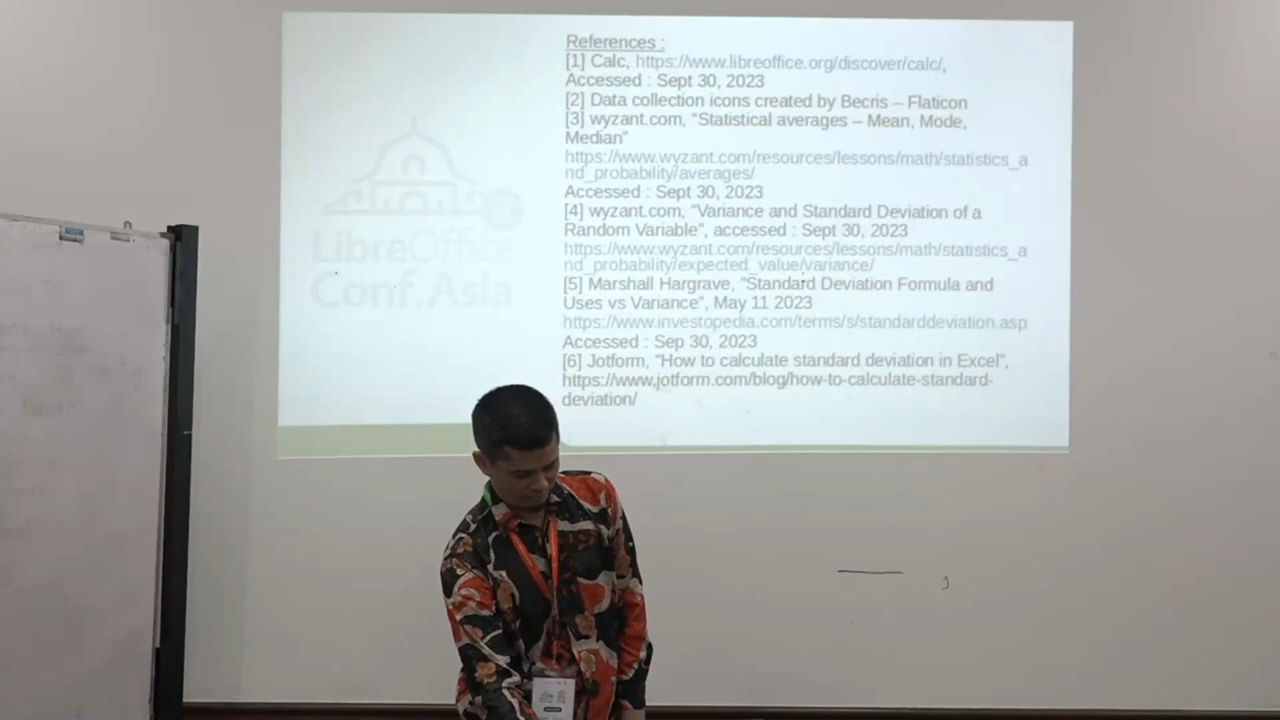 References :
[1] Calc, https://www.libreoffice.org/discover/calc/,
Accessed : Sept 30, 2023
[2] Data collection icons created by Becris – Flaticon
[3] wyzant.com, “Statistical averages – Mean, Mode,
Median”
https://www.wyzant.com/resources/lessons/math/statistics_a
nd_probability/averages/
Accessed : Sept 30, 2023
[4] wyzant.com, “Variance and Standard Deviation of a
Random Variable”, accessed : Sept 30, 2023
https://www.wyzant.com/resources/lessons/math/statistics_a
nd_probability/expected_value/variance/
[5] Marshall Hargrave, “Standard Deviation Formula and
Uses vs Variance”, May 11 2023
https://www.investopedia.com/terms/s/standarddeviation.asp
Accessed : Sep 30, 2023
[6] Jotform, “How to calculate standard deviation in Excel”,
https://www.jotform.com/blog/how-to-calculate-standard-
deviation/
LibreOffice
Conf.Asia